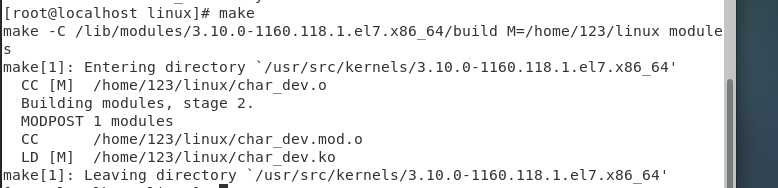 [root@localhost linux]# make
make -C /lib/modules/3.10.0-1160.118.1.el7.x86_64/build M=/home/123/linux module
s
make[1]: Entering directory `/usr/src/kernels/3.10.0-1160.118.1.el7.x86_64'
  CC [M]  /home/123/linux/char_dev.o
  Building modules, stage 2.
  MODPOST 1 modules
  CC      /home/123/linux/char_dev.mod.o
  LD [M]  /home/123/linux/char_dev.ko
make[1]: Leaving directory `/usr/src/kernels/3.10.0-1160.118.1.el7.x86_64'